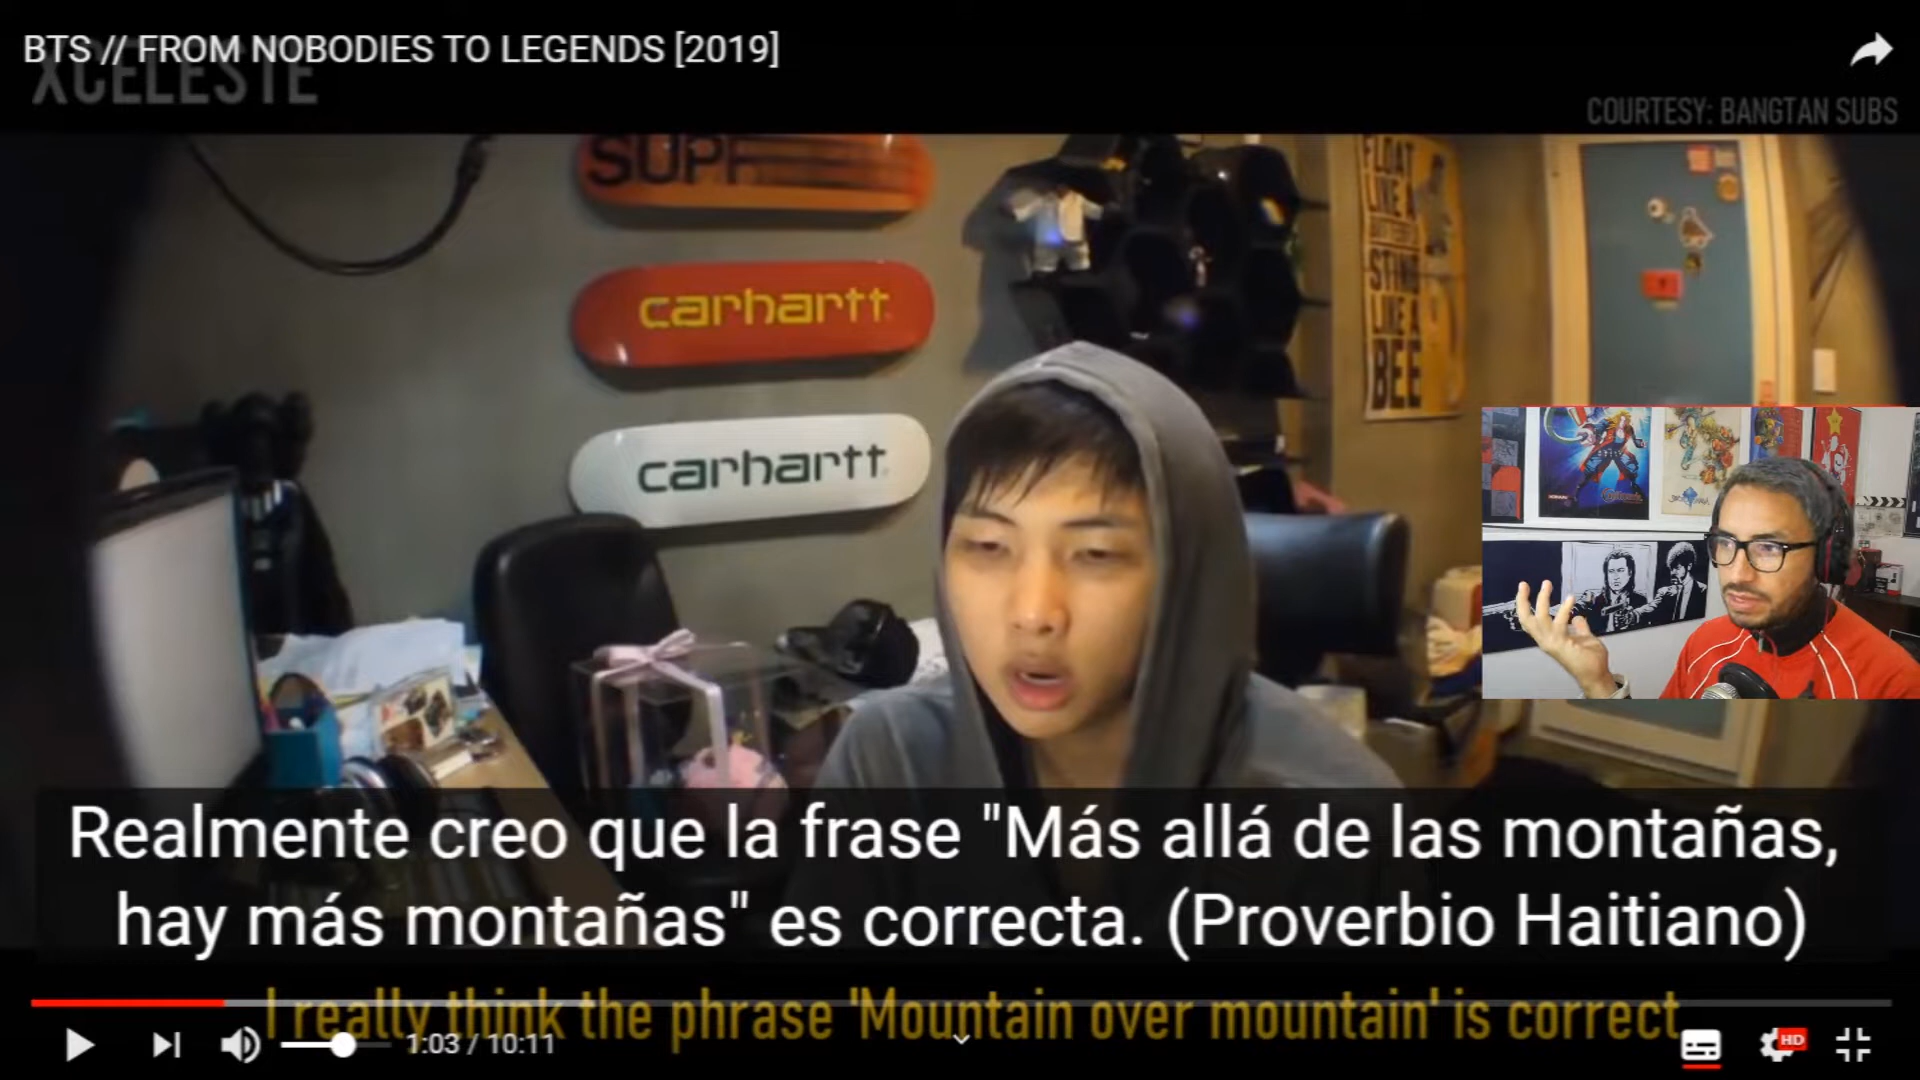 BTS // FROM NOBODIES TO LEGENDS [2019]
XCELESTE
COURTESY: BANGTAN SUBS
carhartt
carhartt
FLOAT
LIKE A
BUTTERFLY
STING
LIKE A
BEE
Realmente creo que la frase "Más allá de las montañas,
hay más montañas" es correcta. (Proverbio Haitiano)
I really think the phrase 'Mountain over mountain' is correct
1:03 / 10:11
HD